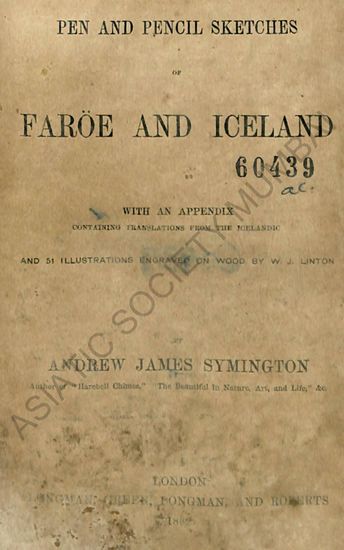 PEN AND PENCIL SKETCHES
OF
FARÖE AND ICELAND
60439
ac.
WITH AN APPENDIX
CONTAINING TRANSLATIONS FROM THE ICELANDIC
AND 51 ILLUSTRATIONS ENGRAVED ON WOOD BY W. J. LINTON
BY
ANDREW JAMES SYMINGTON
Author of "Harebell Chimes," "The Beautiful in Nature, Art, and Life," &c.
LONDON
LONGMAN, GREEN, LONGMAN, AND ROBERTS
1862
ASIATIC SOCIETY MUMBAI